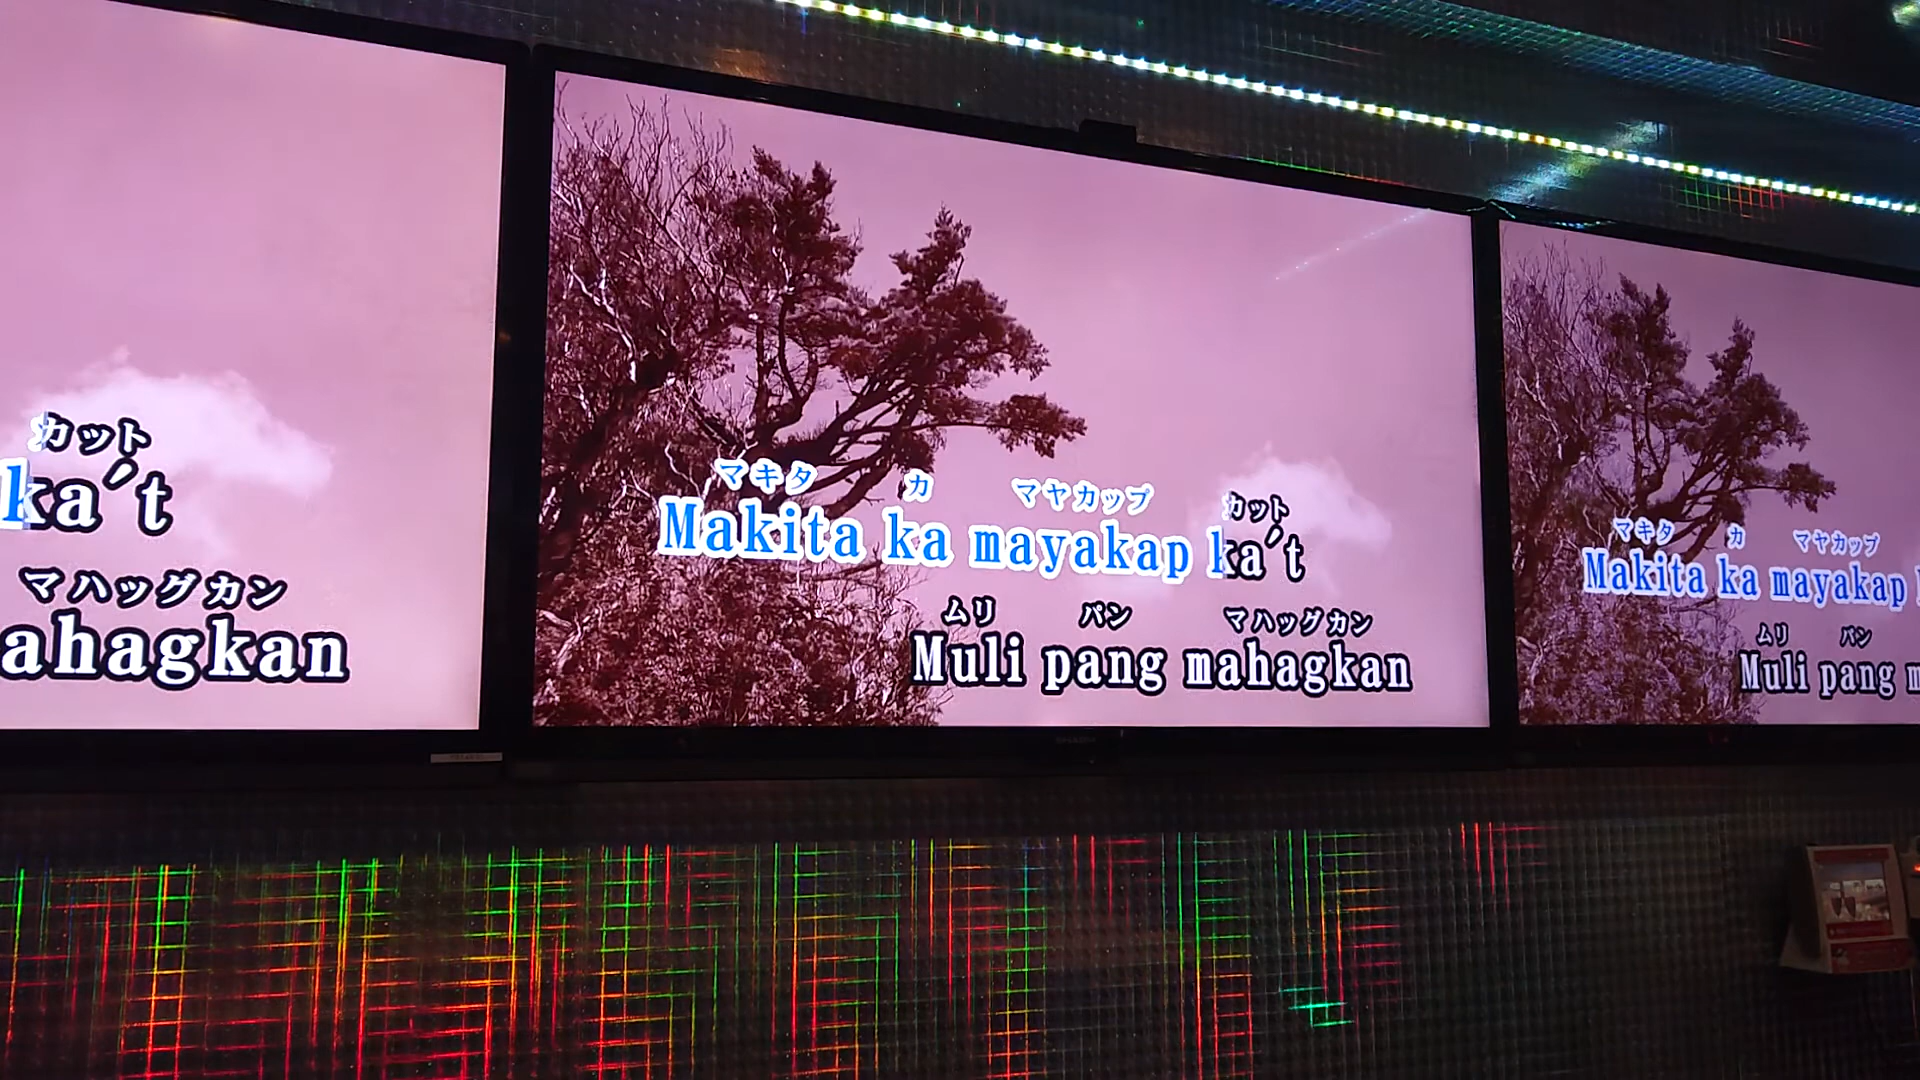 カット
ka't
マハッグカン
ahagkan
マキタ カ マヤカップ カット
Makita ka mayakap ka't
ムリ パン マハッグカン
Muli pang mahagkan
マキタ カ マヤカップ
Makita ka mayakap
ムリ パン
Muli pang m